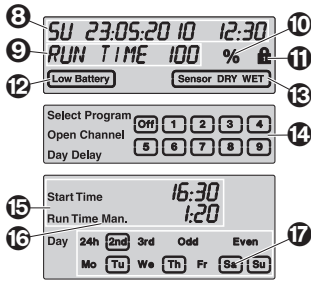 8 SU 23:05:20 10 12:30 10
9 RUN TIME 100 % 11
12 Low Battery Sensor DRY WET 13
Select Program Off 1 2 3 4
Open Channel 14
Day Delay 5 6 7 8 9
15 Start Time 16:30
16 Run Time Man. 1:20
Day 24h 2nd 3rd Odd Even 17
Mo Tu We Th Fr Sa Su